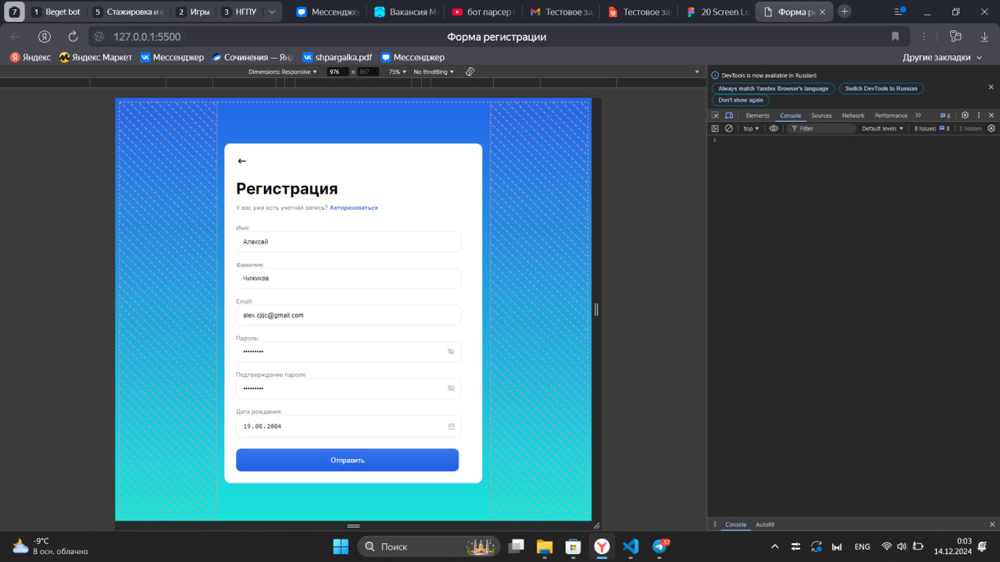 7
1 Beget bot
5 Стажировка и к
2 Игры
3 НГПУ
Мессенджер
Вакансия М
бот парсер
Тестовое за
Тестовое за
20 Screen Lo
Форма ре
127.0.0.1:5500
Форма регистрации
Яндекс
Яндекс Маркет
Мессенджер
Сочинения — Янд
shpargalka.pdf
Мессенджер
Другие закладки
Dimensions: Responsive 976 × 867 75% No throttling
DevTools is now available in Russian!
Always match Yandex Browser's language
Switch DevTools to Russian
Don't show again
Elements Console Sources Network Performance 8
top Filter Default levels 8 Issues: 8 2 hidden
Регистрация
У вас уже есть учетная запись? Авторизоваться
Имя:
Алексей
Фамилия:
Чижиков
Email:
alex.cjijc@gmail.com
Пароль:
Подтверждение пароля:
Дата рождения:
19.08.2004
Отправить
Console Autofill
-9°C
В осн. облачно
Поиск
57
ENG
0:03
14.12.2024